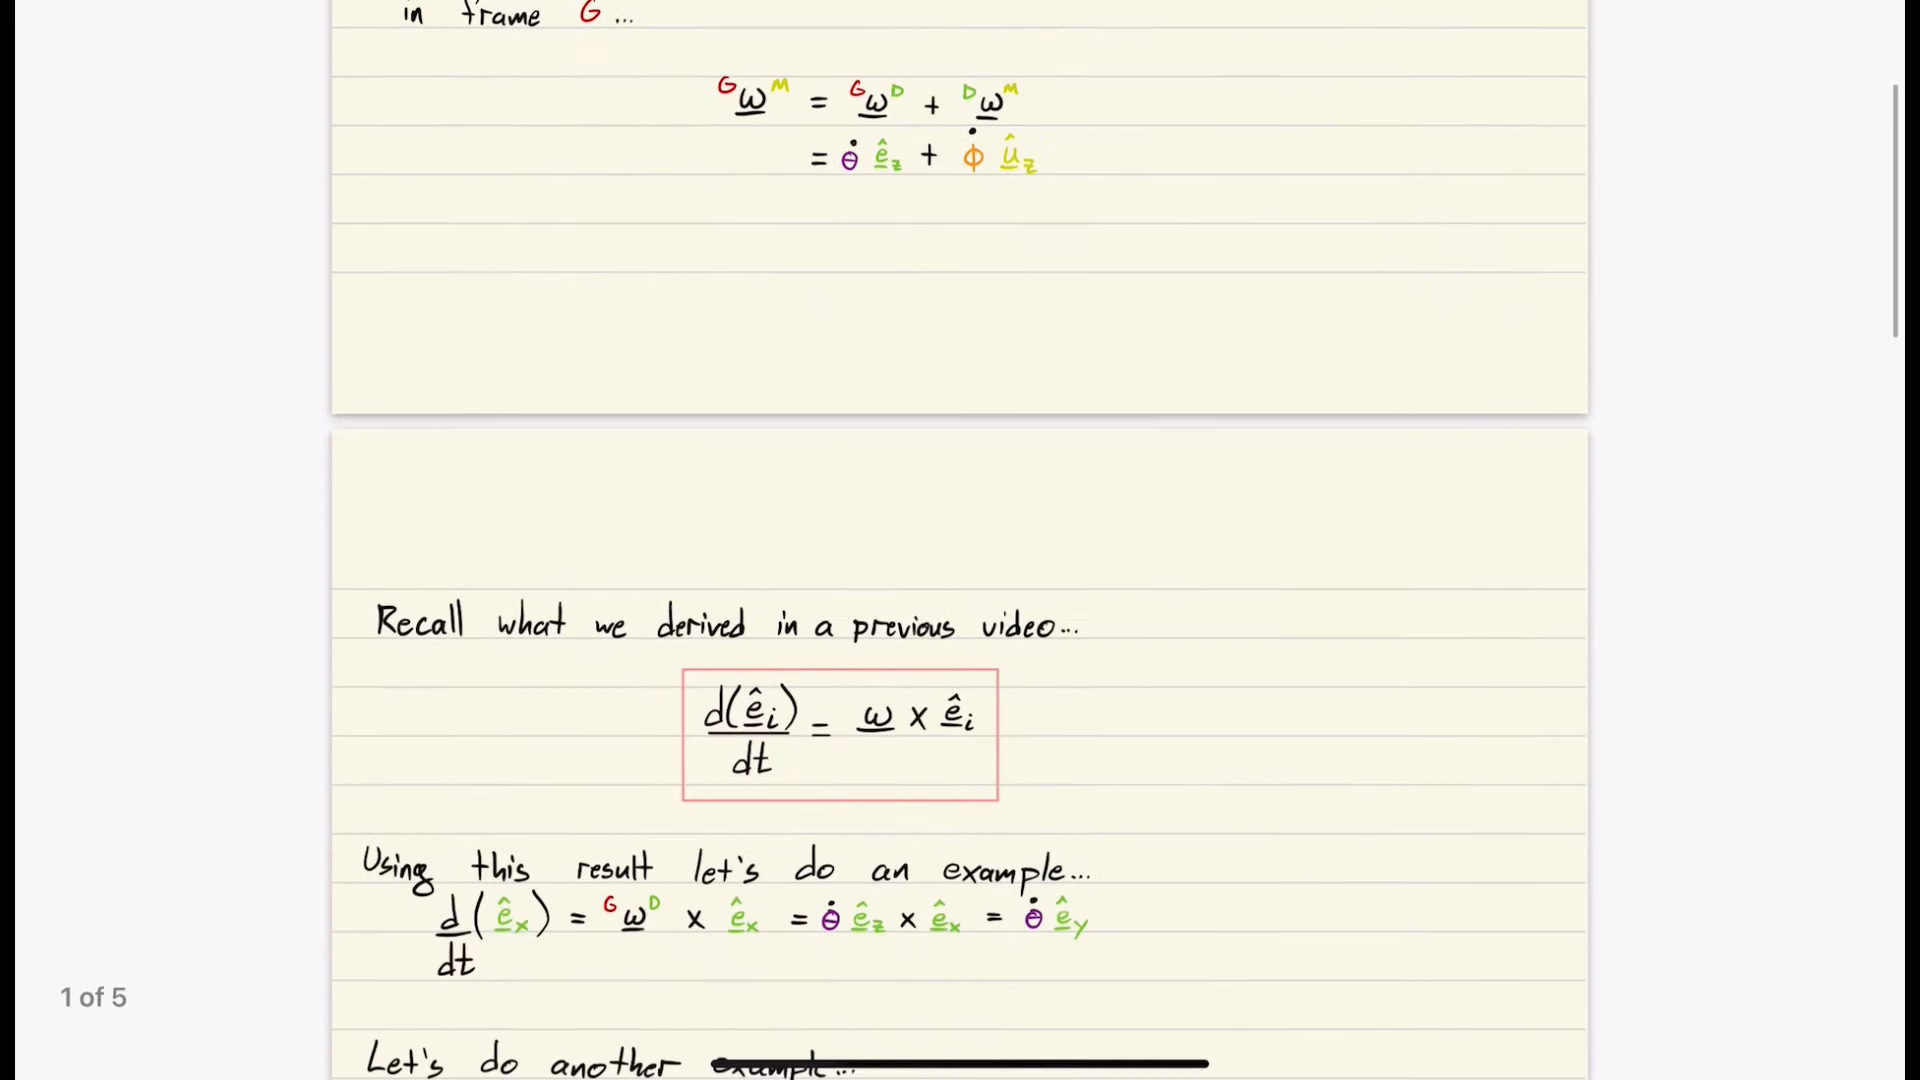 in frame G ...
ᴳω̲ᴹ = ᴳω̲ᴰ + ᴰω̲ᴹ
= θ̇ ê_z + ϕ̇ û_z
Recall what we derived in a previous video...
d(ê_i)/dt = ω̲ × ê_i
Using this result let's do an example...
d/dt (ê_x) = ᴳω̲ᴰ × ê_x = θ̇ ê_z × ê_x = θ̇ ê_y
Let's do another example...
1 of 5